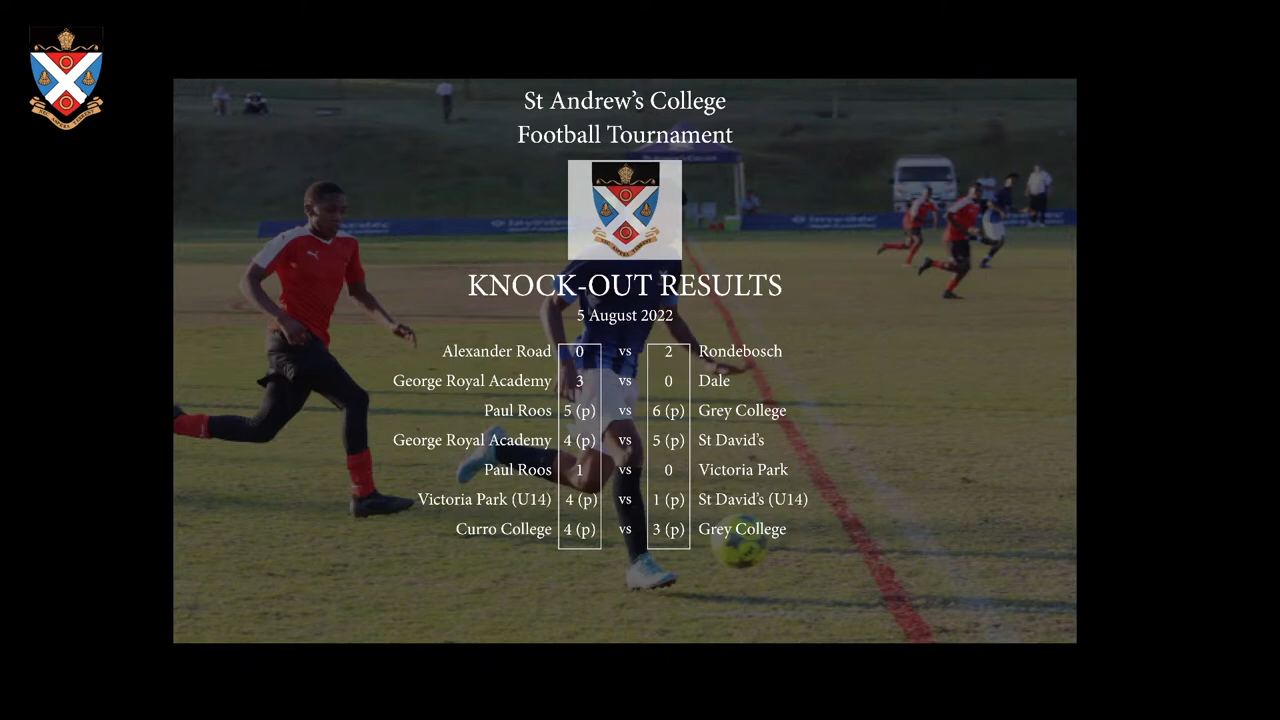 St Andrew's College
Football Tournament
KNOCK-OUT RESULTS
5 August 2022
Alexander Road 0 vs 2 Rondebosch
George Royal Academy 3 vs 0 Dale
Paul Roos 5 (p) vs 6 (p) Grey College
George Royal Academy 4 (p) vs 5 (p) St David's
Paul Roos 1 vs 0 Victoria Park
Victoria Park (U14) 4 (p) vs 1 (p) St David's (U14)
Curro College 4 (p) vs 3 (p) Grey College